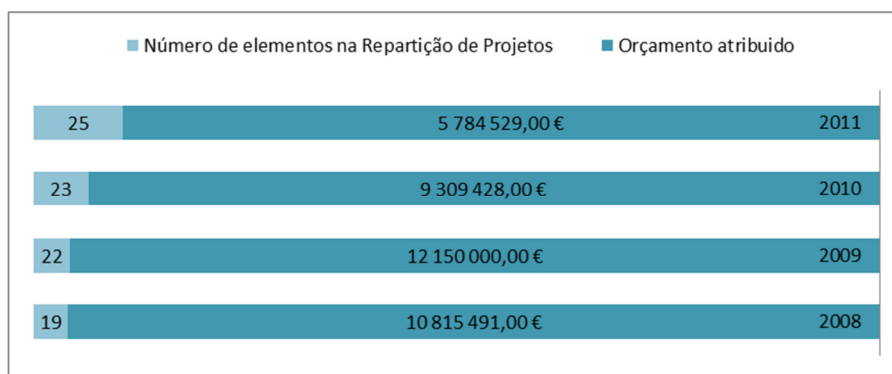 Número de elementos na Repartição de Projetos Orçamento atribuido
25 5 784 529,00 € 2011
23 9 309 428,00 € 2010
22 12 150 000,00 € 2009
19 10 815 491,00 € 2008